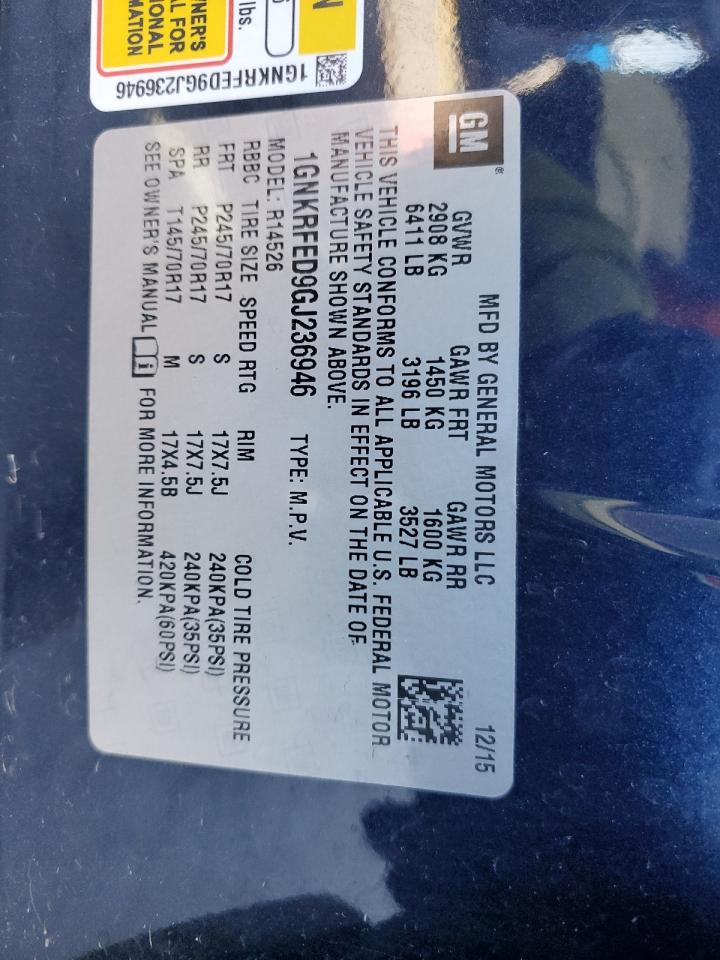 NER'S
L FOR
IONAL
MATION
N
lbs.
1GNKRFED9GJ236946
GM
MFD BY GENERAL MOTORS LLC 12/15
GVWR GAWR FRT GAWR RR
2908 KG 1450 KG 1600 KG
6411 LB 3196 LB 3527 LB
THIS VEHICLE CONFORMS TO ALL APPLICABLE U.S. FEDERAL MOTOR
VEHICLE SAFETY STANDARDS IN EFFECT ON THE DATE OF
MANUFACTURE SHOWN ABOVE.
1GNKRFED9GJ236946 TYPE: M.P.V.
MODEL: R14526
RBBC TIRE SIZE SPEED RTG RIM COLD TIRE PRESSURE
FRT P245/70R17 S 17X7.5J 240KPA(35PSI)
RR P245/70R17 S 17X7.5J 240KPA(35PSI)
SPA T145/70R17 M 17X4.5B 420KPA(60PSI)
SEE OWNER'S MANUAL FOR MORE INFORMATION.